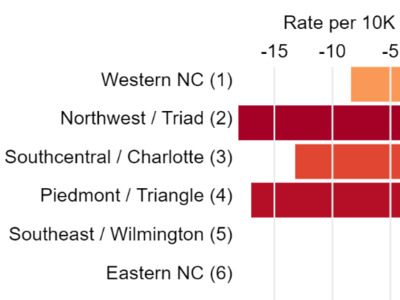 Rate per 10K
-15 -10 -5
Western NC (1)
Northwest / Triad (2)
Southcentral / Charlotte (3)
Piedmont / Triangle (4)
Southeast / Wilmington (5)
Eastern NC (6)